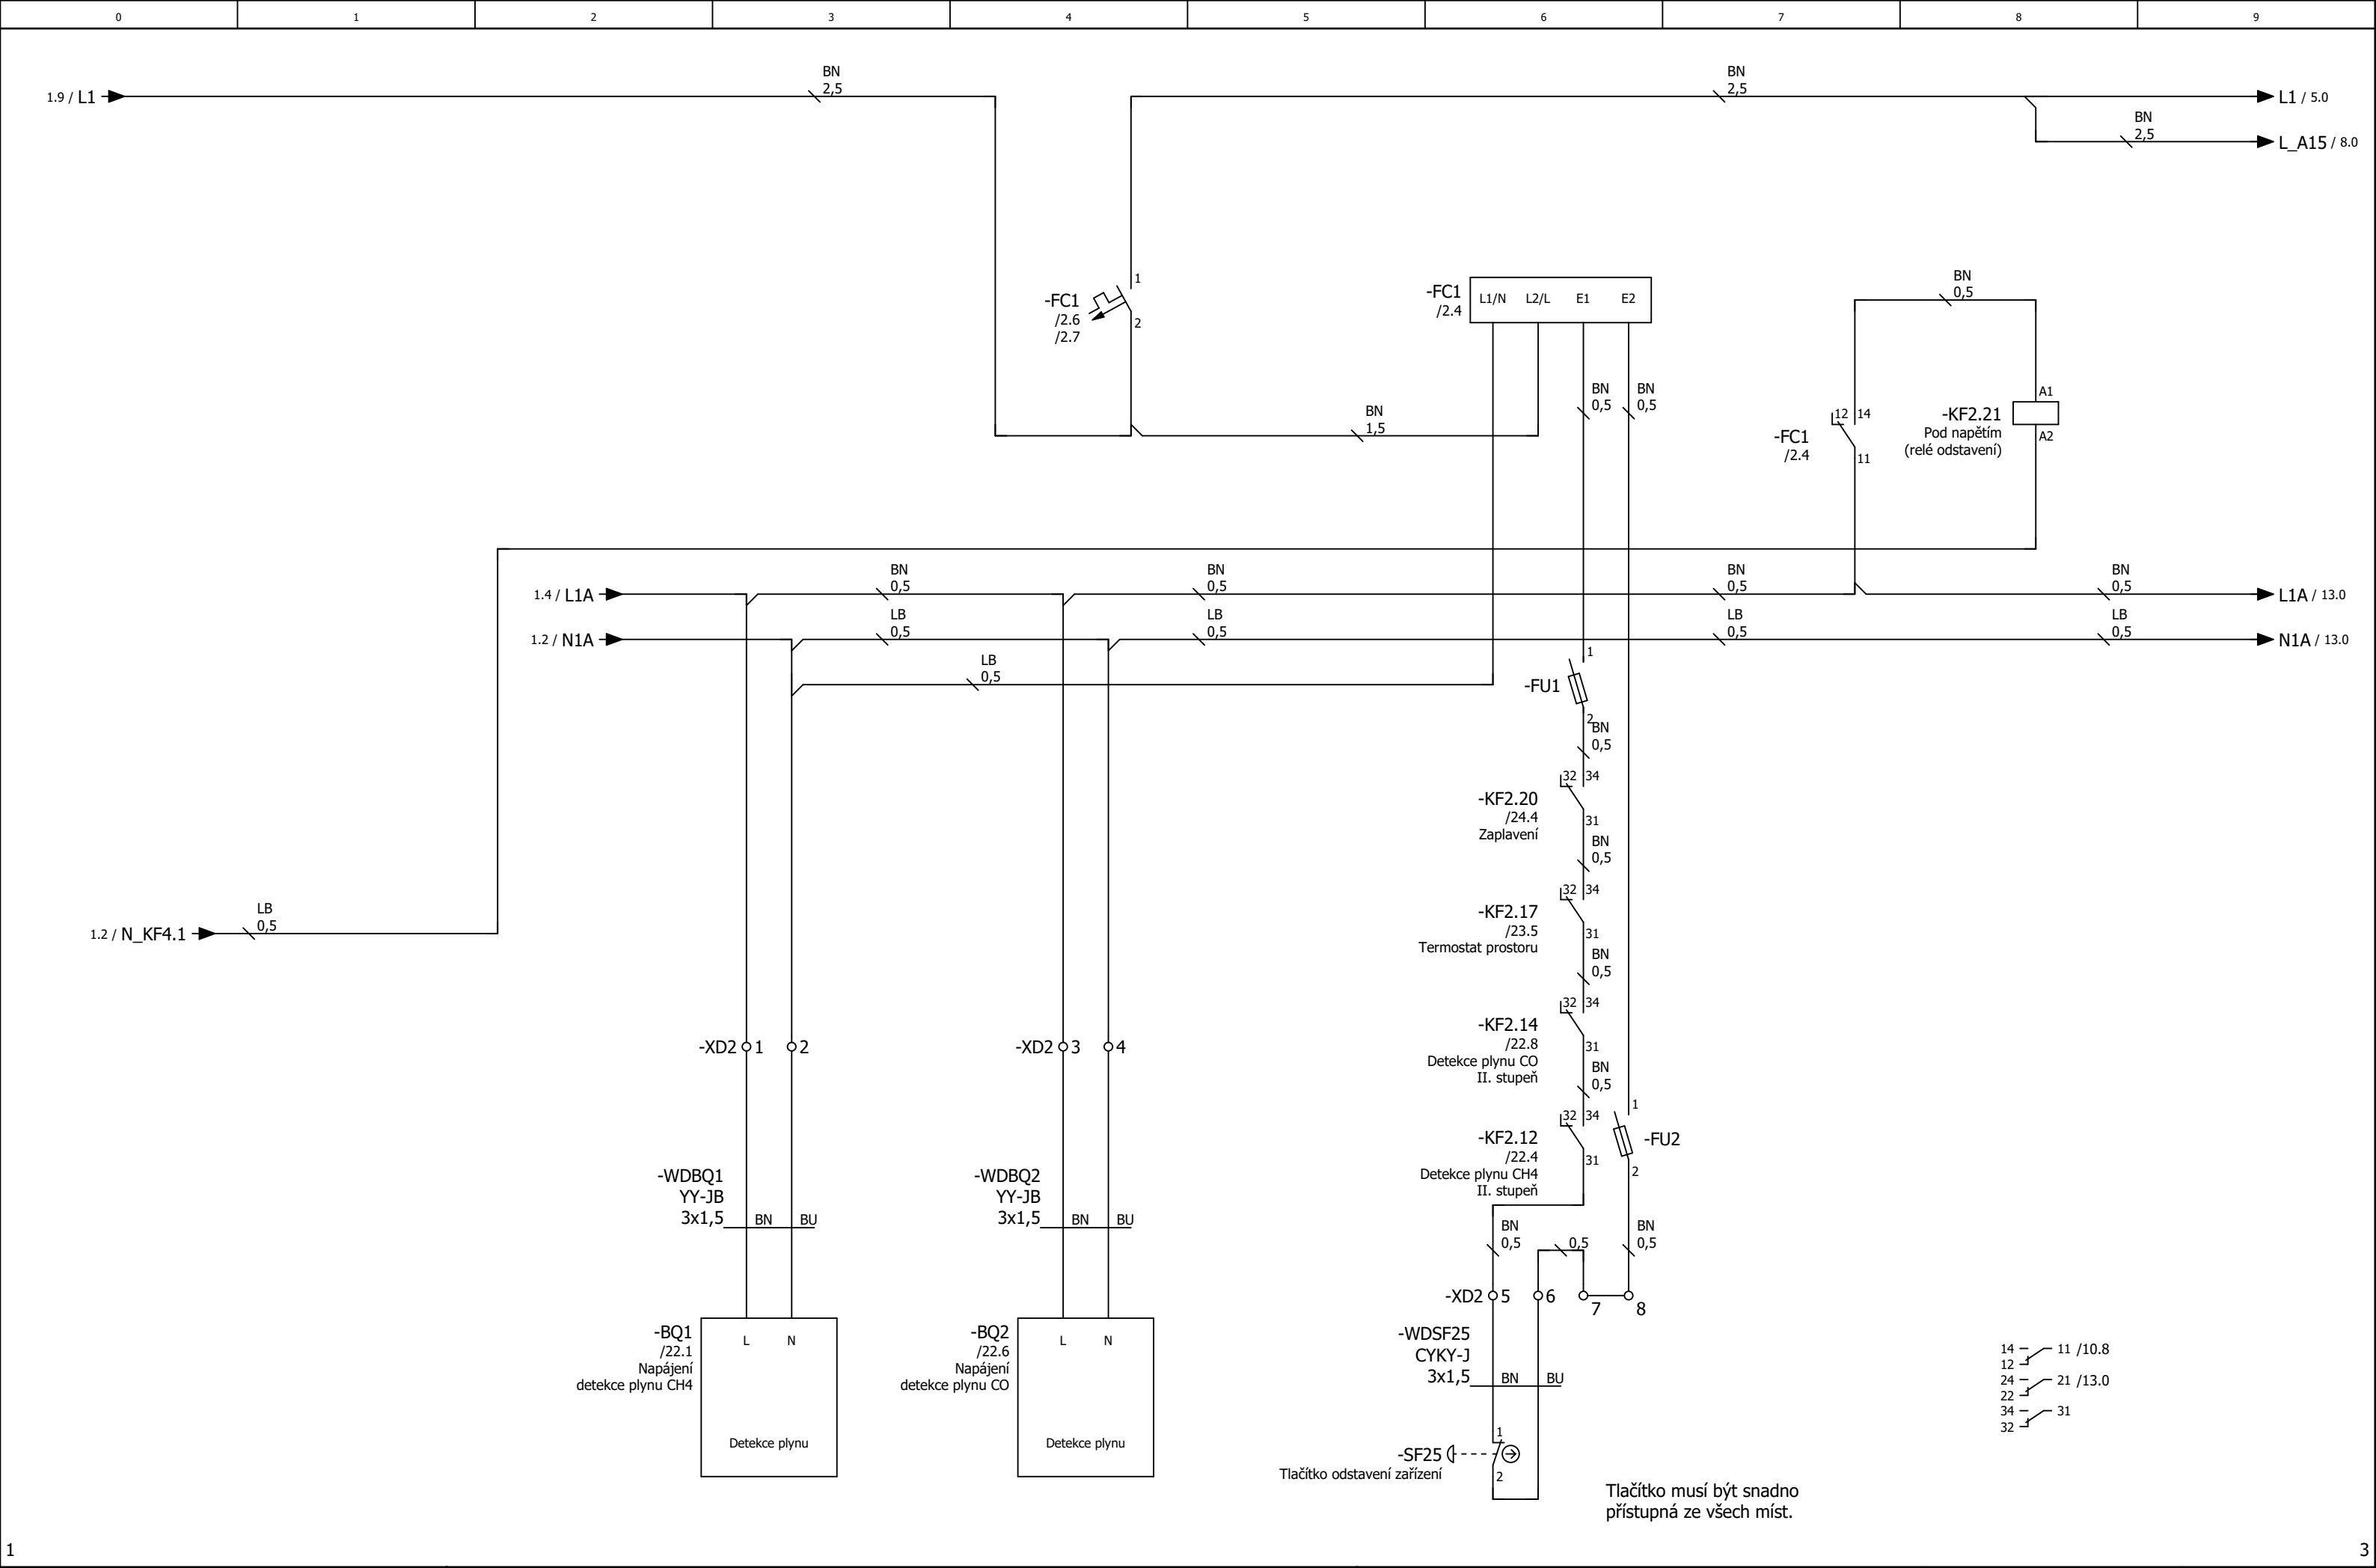 0 1 2 3 4 5 6 7 8 9
BN
2,5
1.9 / L1
BN
2,5
L1 / 5.0
BN
2,5
L_A15 / 8.0
-FC1
/2.6
/2.7
1
2
-FC1
/2.4
L1/N L2/L E1 E2
BN
0,5
BN
0,5
BN
0,5
BN
1,5
12 14
-FC1
/2.4
11
-KF2.21
Pod napětím
(relé odstavení)
A1
A2
1.4 / L1A
BN
0,5
BN
0,5
BN
0,5
BN
0,5
L1A / 13.0
1.2 / N1A
LB
0,5
LB
0,5
LB
0,5
LB
0,5
N1A / 13.0
LB
0,5
1
-FU1
2
BN
0,5
32 34
-KF2.20
/24.4
Zaplavení
31
BN
0,5
32 34
-KF2.17
/23.5
Termostat prostoru
31
BN
0,5
LB
0,5
1.2 / N_KF4.1
32 34
-KF2.14
/22.8
Detekce plynu CO
II. stupeň
31
BN
0,5
-XD2 1 2
-XD2 3 4
32 34
-KF2.12
/22.4
Detekce plynu CH4
II. stupeň
31
1
-FU2
2
-WDBQ1
YY-JB
3x1,5
BN BU
-WDBQ2
YY-JB
3x1,5
BN BU
BN
0,5
0,5
BN
0,5
-XD2 5 6 7 8
-BQ1
/22.1
Napájení
detekce plynu CH4
L N
Detekce plynu
-BQ2
/22.6
Napájení
detekce plynu CO
L N
Detekce plynu
-WDSF25
CYKY-J
3x1,5
BN BU
1
-SF25
Tlačítko odstavení zařízení
2
14 11 /10.8
12
24 21 /13.0
22
34 31
32
Tlačítko musí být snadno
přístupná ze všech míst.
1
3